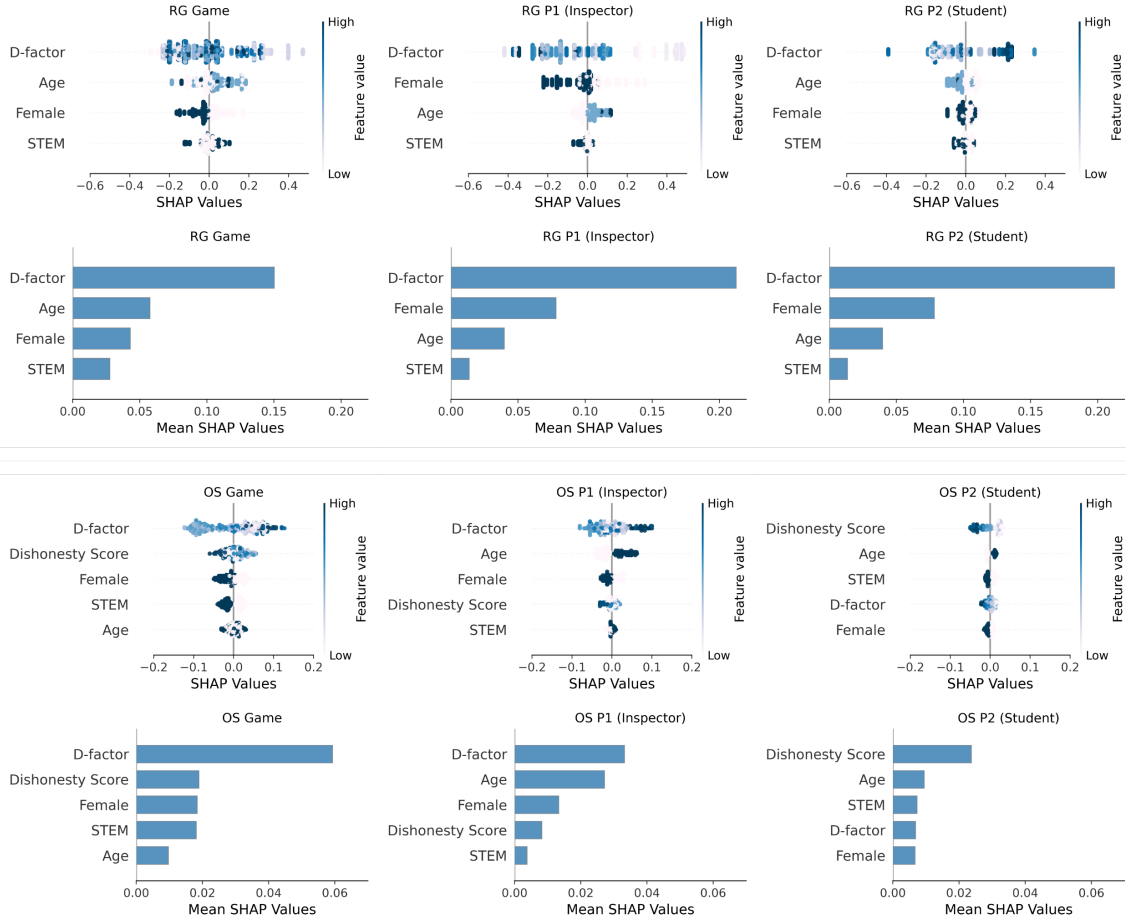 RG Game
High
D-factor
Age
Female
STEM
Feature value
Low
−0.6 −0.4 −0.2 0.0 0.2 0.4
SHAP Values
RG P1 (Inspector)
High
D-factor
Female
Age
STEM
Feature value
Low
−0.6 −0.4 −0.2 0.0 0.2 0.4
SHAP Values
RG P2 (Student)
High
D-factor
Age
Female
STEM
Feature value
Low
−0.6 −0.4 −0.2 0.0 0.2 0.4
SHAP Values
RG Game
D-factor
Age
Female
STEM
0.00 0.05 0.10 0.15 0.20
Mean SHAP Values
RG P1 (Inspector)
D-factor
Female
Age
STEM
0.00 0.05 0.10 0.15 0.20
Mean SHAP Values
RG P2 (Student)
D-factor
Female
Age
STEM
0.00 0.05 0.10 0.15 0.20
Mean SHAP Values
OS Game
High
D-factor
Dishonesty Score
Female
STEM
Age
Feature value
Low
−0.2 −0.1 0.0 0.1 0.2
SHAP Values
OS P1 (Inspector)
High
D-factor
Age
Female
Dishonesty Score
STEM
Feature value
Low
−0.2 −0.1 0.0 0.1 0.2
SHAP Values
OS P2 (Student)
High
Dishonesty Score
Age
STEM
D-factor
Female
Feature value
Low
−0.2 −0.1 0.0 0.1 0.2
SHAP Values
OS Game
D-factor
Dishonesty Score
Female
STEM
Age
0.00 0.02 0.04 0.06
Mean SHAP Values
OS P1 (Inspector)
D-factor
Age
Female
Dishonesty Score
STEM
0.00 0.02 0.04 0.06
Mean SHAP Values
OS P2 (Student)
Dishonesty Score
Age
STEM
D-factor
Female
0.00 0.02 0.04 0.06
Mean SHAP Values